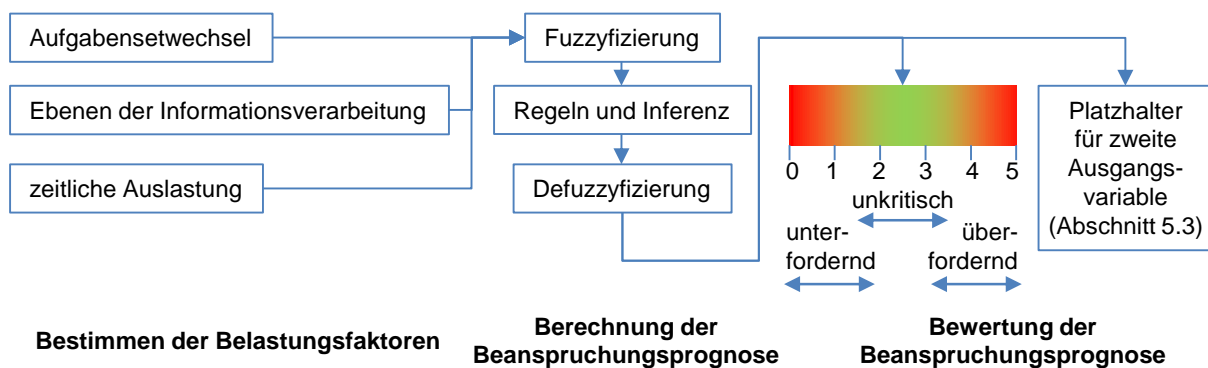 Aufgabensetwechsel
Ebenen der Informationsverarbeitung
zeitliche Auslastung
Bestimmen der Belastungsfaktoren
Fuzzyfizierung
Regeln und Inferenz
Defuzzyfizierung
Berechnung der
Beanspruchungsprognose
0 1 2 3 4 5
unkritisch
unter-
fordernd
über-
fordernd
Platzhalter
für zweite
Ausgangs-
variable
(Abschnitt 5.3)
Bewertung der
Beanspruchungsprognose